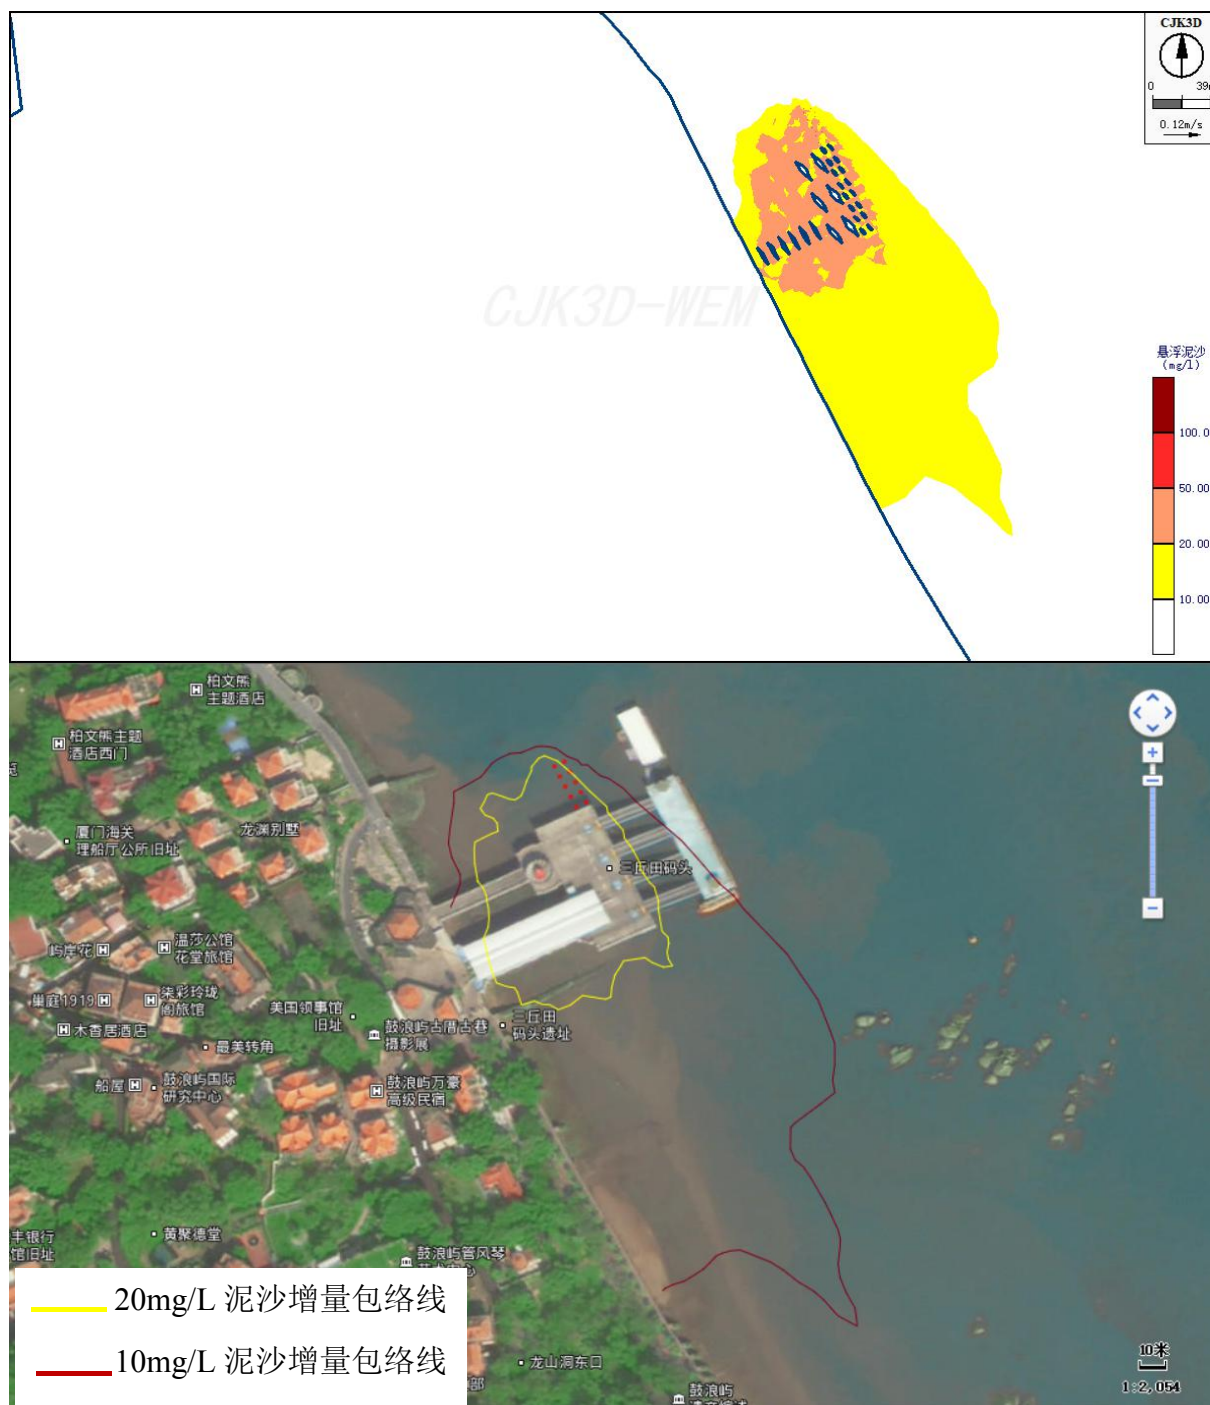 CJK3D
0 39m
0.12m/s
CJK3D-WEM
悬浮泥沙
(mg/l)
100.0
50.00
20.00
10.00
柏文熊
主题酒店
柏文熊主题
酒店西门
厦门海关
理船厅公所旧址
龙渊别墅
三丘田码头
屿岸花
温莎公馆
花堂旅馆
巢庭1919
柒彩玲珑
阁旅馆
美国领事馆
旧址
三丘田
码头遗址
木香居酒店
最美转角
鼓浪屿古厝古巷
摄影展
船屋
鼓浪屿国际
研究中心
鼓浪屿万豪
高级民宿
黄聚德堂
丰银行
馆旧址
鼓浪屿管风琴
20mg/L 泥沙增量包络线
10mg/L 泥沙增量包络线
部
龙山洞东口
鼓浪屿
10米
1:2,054